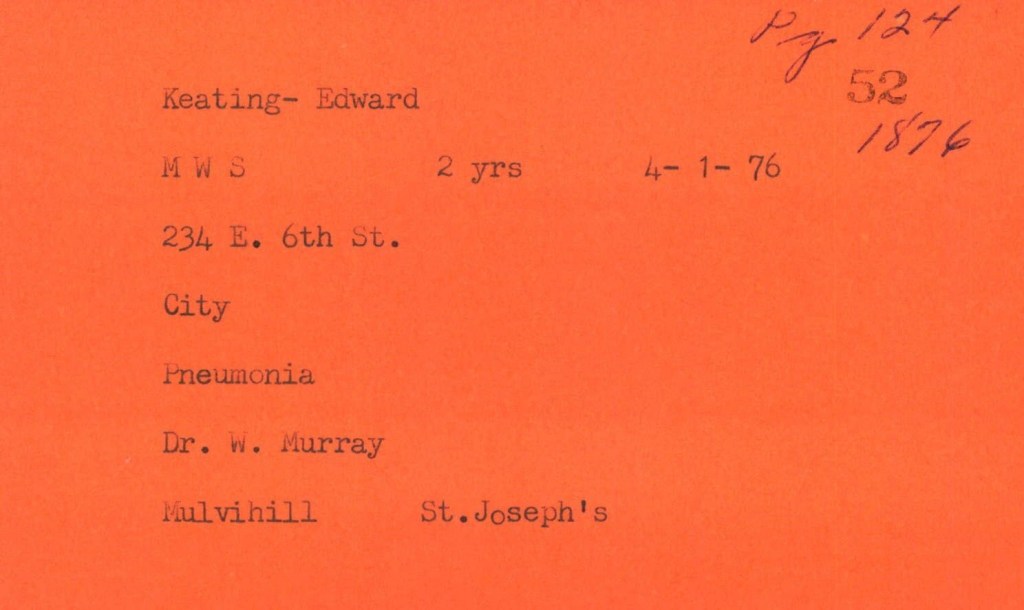 Pg 124
52
1876
Keating- Edward
M W S 2 yrs 4- 1- 76
234 E. 6th St.
City
Pneumonia
Dr. W. Murray
Mulvihill St.Joseph's